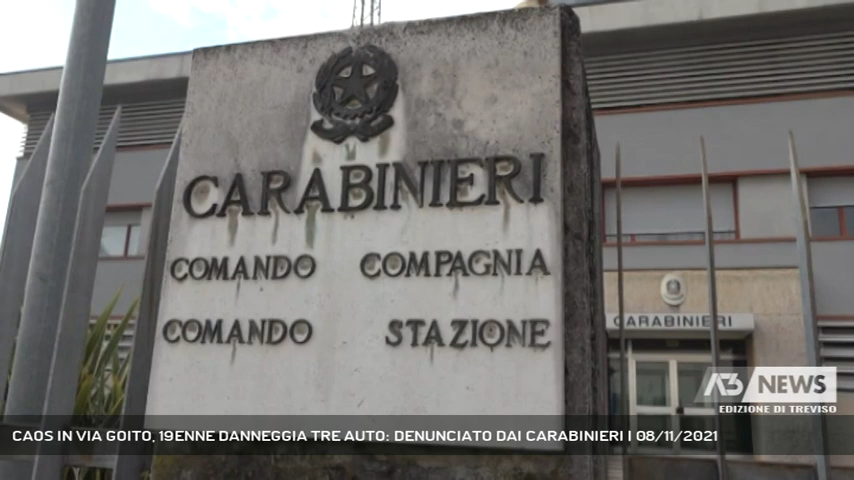 CARABINIERI
COMANDO COMPAGNIA
COMANDO STAZIONE
CARABINIERI
A3 NEWS
EDIZIONE DI TREVISO
CAOS IN VIA GOITO, 19ENNE DANNEGGIA TRE AUTO: DENUNCIATO DAI CARABINIERI | 08/11/2021